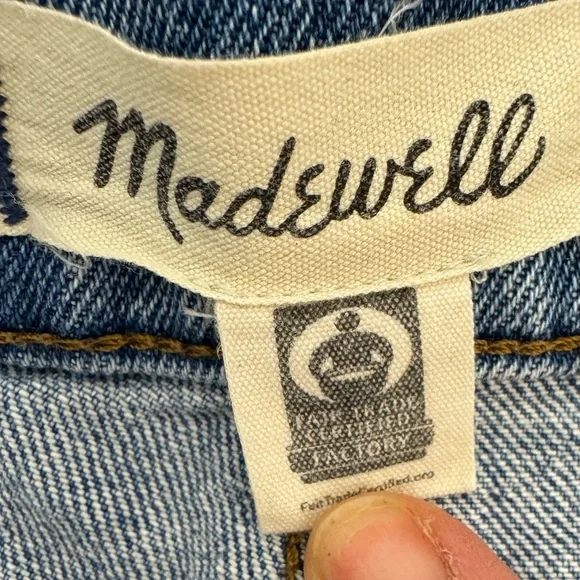 Madewell
FAIR TRADE
CERTIFIED
FACTORY
FairTradeCertified.org